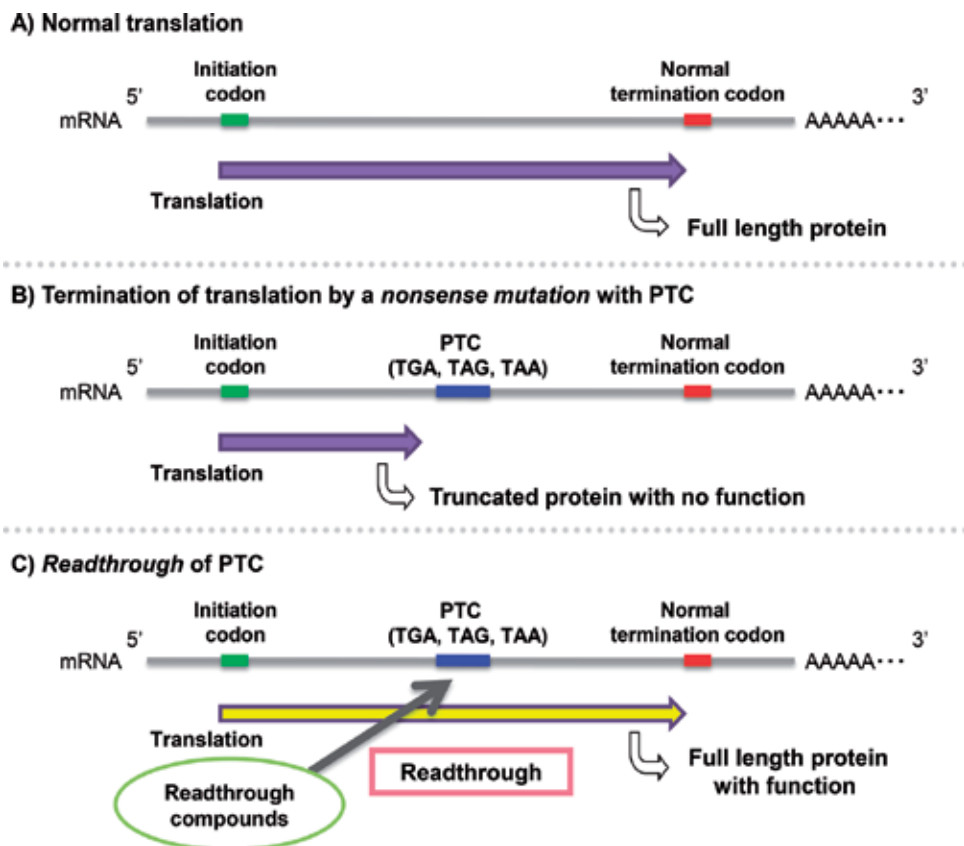 A) Normal translation
Initiation
codon
Normal
termination codon
5’
3’
mRNA
AAAAA···
Translation
Full length protein
B) Termination of translation by a nonsense mutation with PTC
Initiation
codon
PTC
(TGA, TAG, TAA)
Normal
termination codon
5’
3’
mRNA
AAAAA···
Translation
Truncated protein with no function
C) Readthrough of PTC
Initiation
codon
PTC
(TGA, TAG, TAA)
Normal
termination codon
5’
3’
mRNA
AAAAA···
Translation
Readthrough
compounds
Readthrough
Full length protein
with function